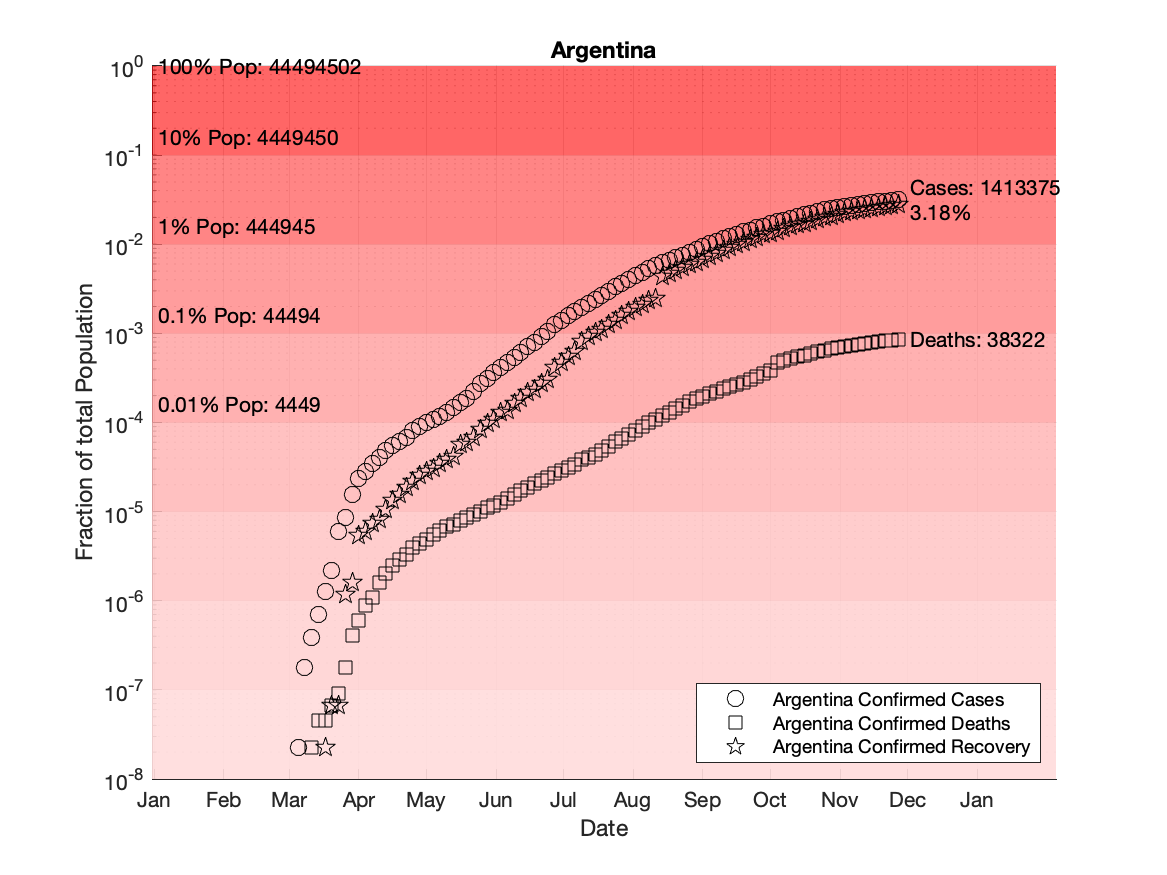 Argentina
10^0
100% Pop: 44494502
10% Pop: 4449450
10^-1
Cases: 1413375
3.18%
1% Pop: 444945
10^-2
0.1% Pop: 44494
10^-3
Deaths: 38322
0.01% Pop: 4449
10^-4
10^-5
10^-6
10^-7
10^-8
Fraction of total Population
Argentina Confirmed Cases
Argentina Confirmed Deaths
Argentina Confirmed Recovery
Jan Feb Mar Apr May Jun Jul Aug Sep Oct Nov Dec Jan
Date